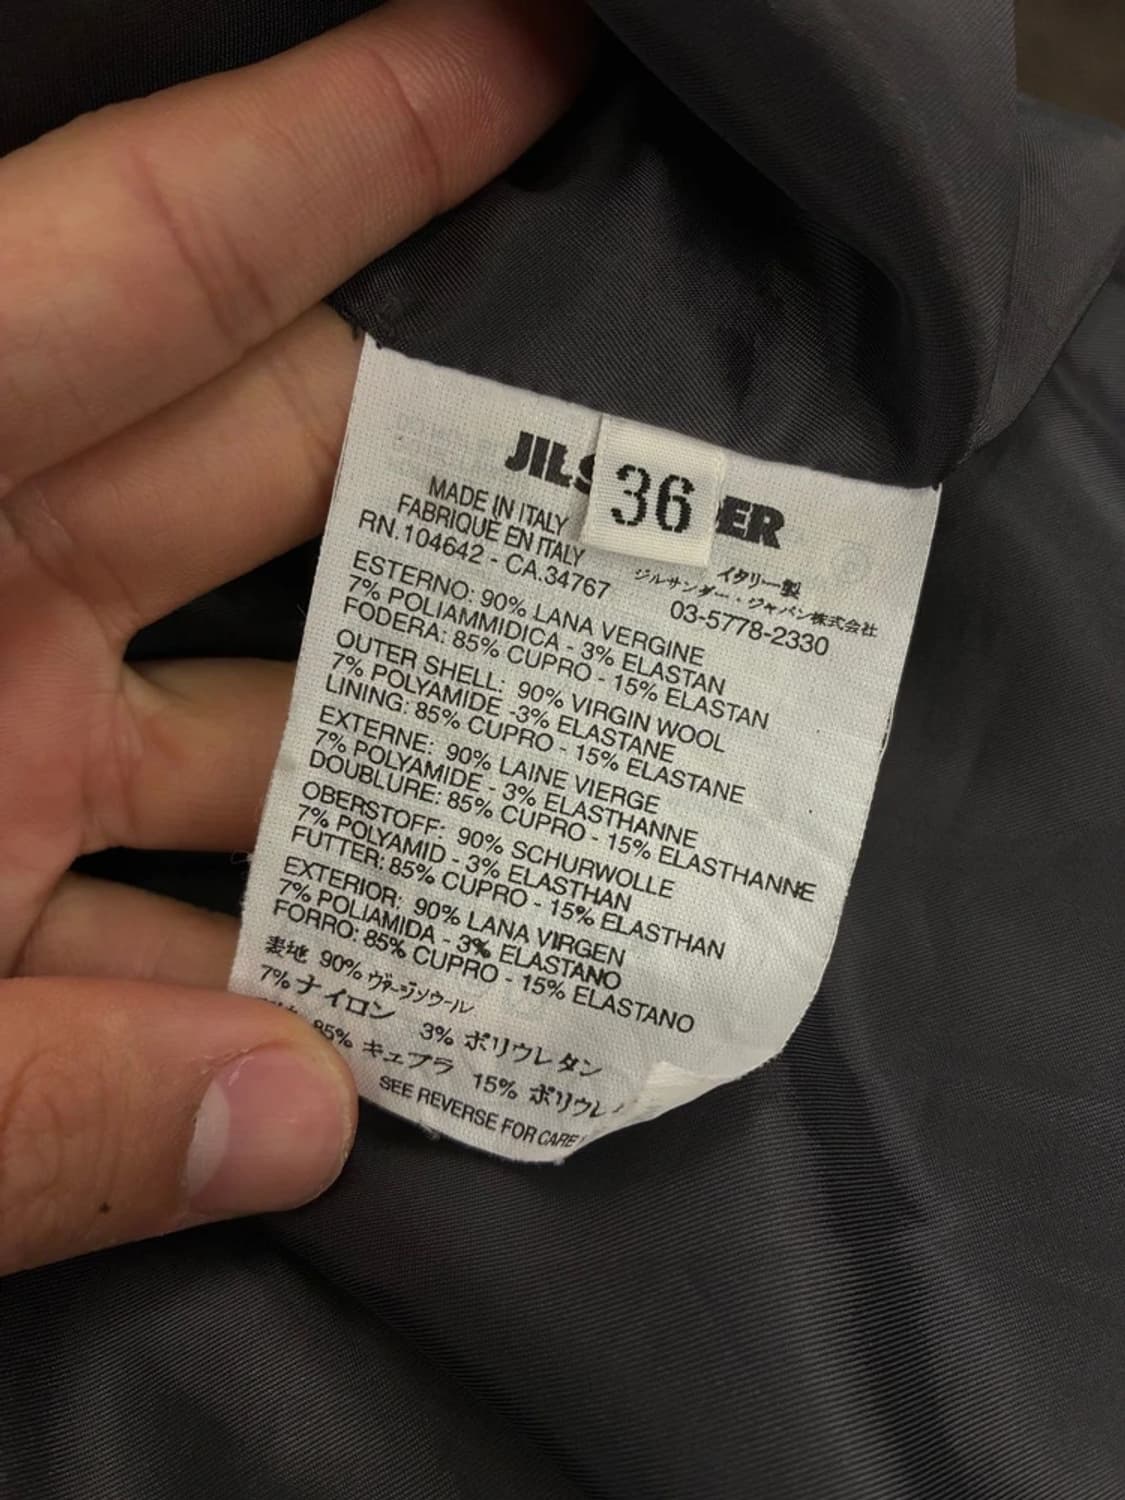 JIL S
36
ER
MADE IN ITALY
FABRIQUE EN ITALY
RN.104642 - CA.34767
イタリー製
ジルサンダー・ジャパン株式会社
03-5778-2330
ESTERNO: 90% LANA VERGINE
7% POLIAMMIDICA - 3% ELASTAN
FODERA: 85% CUPRO - 15% ELASTAN
OUTER SHELL: 90% VIRGIN WOOL
7% POLYAMIDE -3% ELASTANE
LINING: 85% CUPRO - 15% ELASTANE
EXTERNE: 90% LAINE VIERGE
7% POLYAMIDE - 3% ELASTHANNE
DOUBLURE: 85% CUPRO - 15% ELASTHANNE
OBERSTOFF: 90% SCHURWOLLE
7% POLYAMID - 3% ELASTHAN
FUTTER: 85% CUPRO - 15% ELASTHAN
EXTERIOR: 90% LANA VIRGEN
7% POLIAMIDA - 3% ELASTANO
FORRO: 85% CUPRO - 15% ELASTANO
表地 90% ヴァージンウール
7% ナイロン 3% ポリウレタン
85% キュプラ 15% ポリウレ
SEE REVERSE FOR CARE